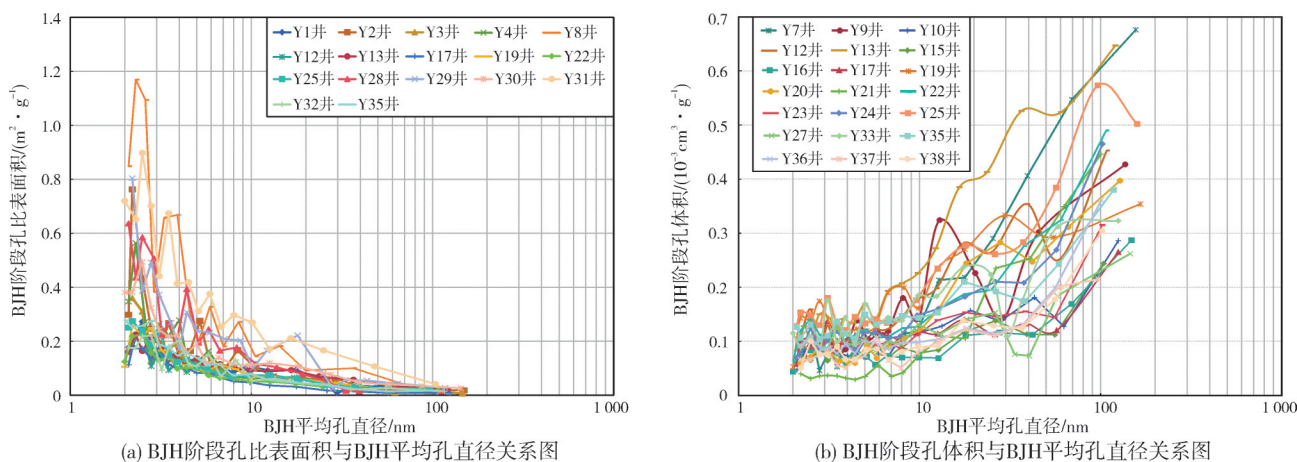 BJH阶段孔比表面积/(m²・g⁻¹)
1.4
1.2
1.0
0.8
0.6
0.4
0.2
0
1 10 100 1 000
Y1井 Y2井 Y3井 Y4井 Y8井
Y12井 Y13井 Y17井 Y19井 Y22井
Y25井 Y28井 Y29井 Y30井 Y31井
Y32井 Y35井
BJH平均孔直径/nm
(a) BJH阶段孔比表面积与BJH平均孔直径关系图
BJH阶段孔体积/(10⁻³cm³・g⁻¹)
0.7
0.6
0.5
0.4
0.3
0.2
0.1
0
1 10 100 1 000
Y7井 Y9井 Y10井
Y12井 Y13井 Y15井
Y16井 Y17井 Y19井
Y20井 Y21井 Y22井
Y23井 Y24井 Y25井
Y27井 Y33井 Y35井
Y36井 Y37井 Y38井
BJH平均孔直径/nm
(b) BJH阶段孔体积与BJH平均孔直径关系图